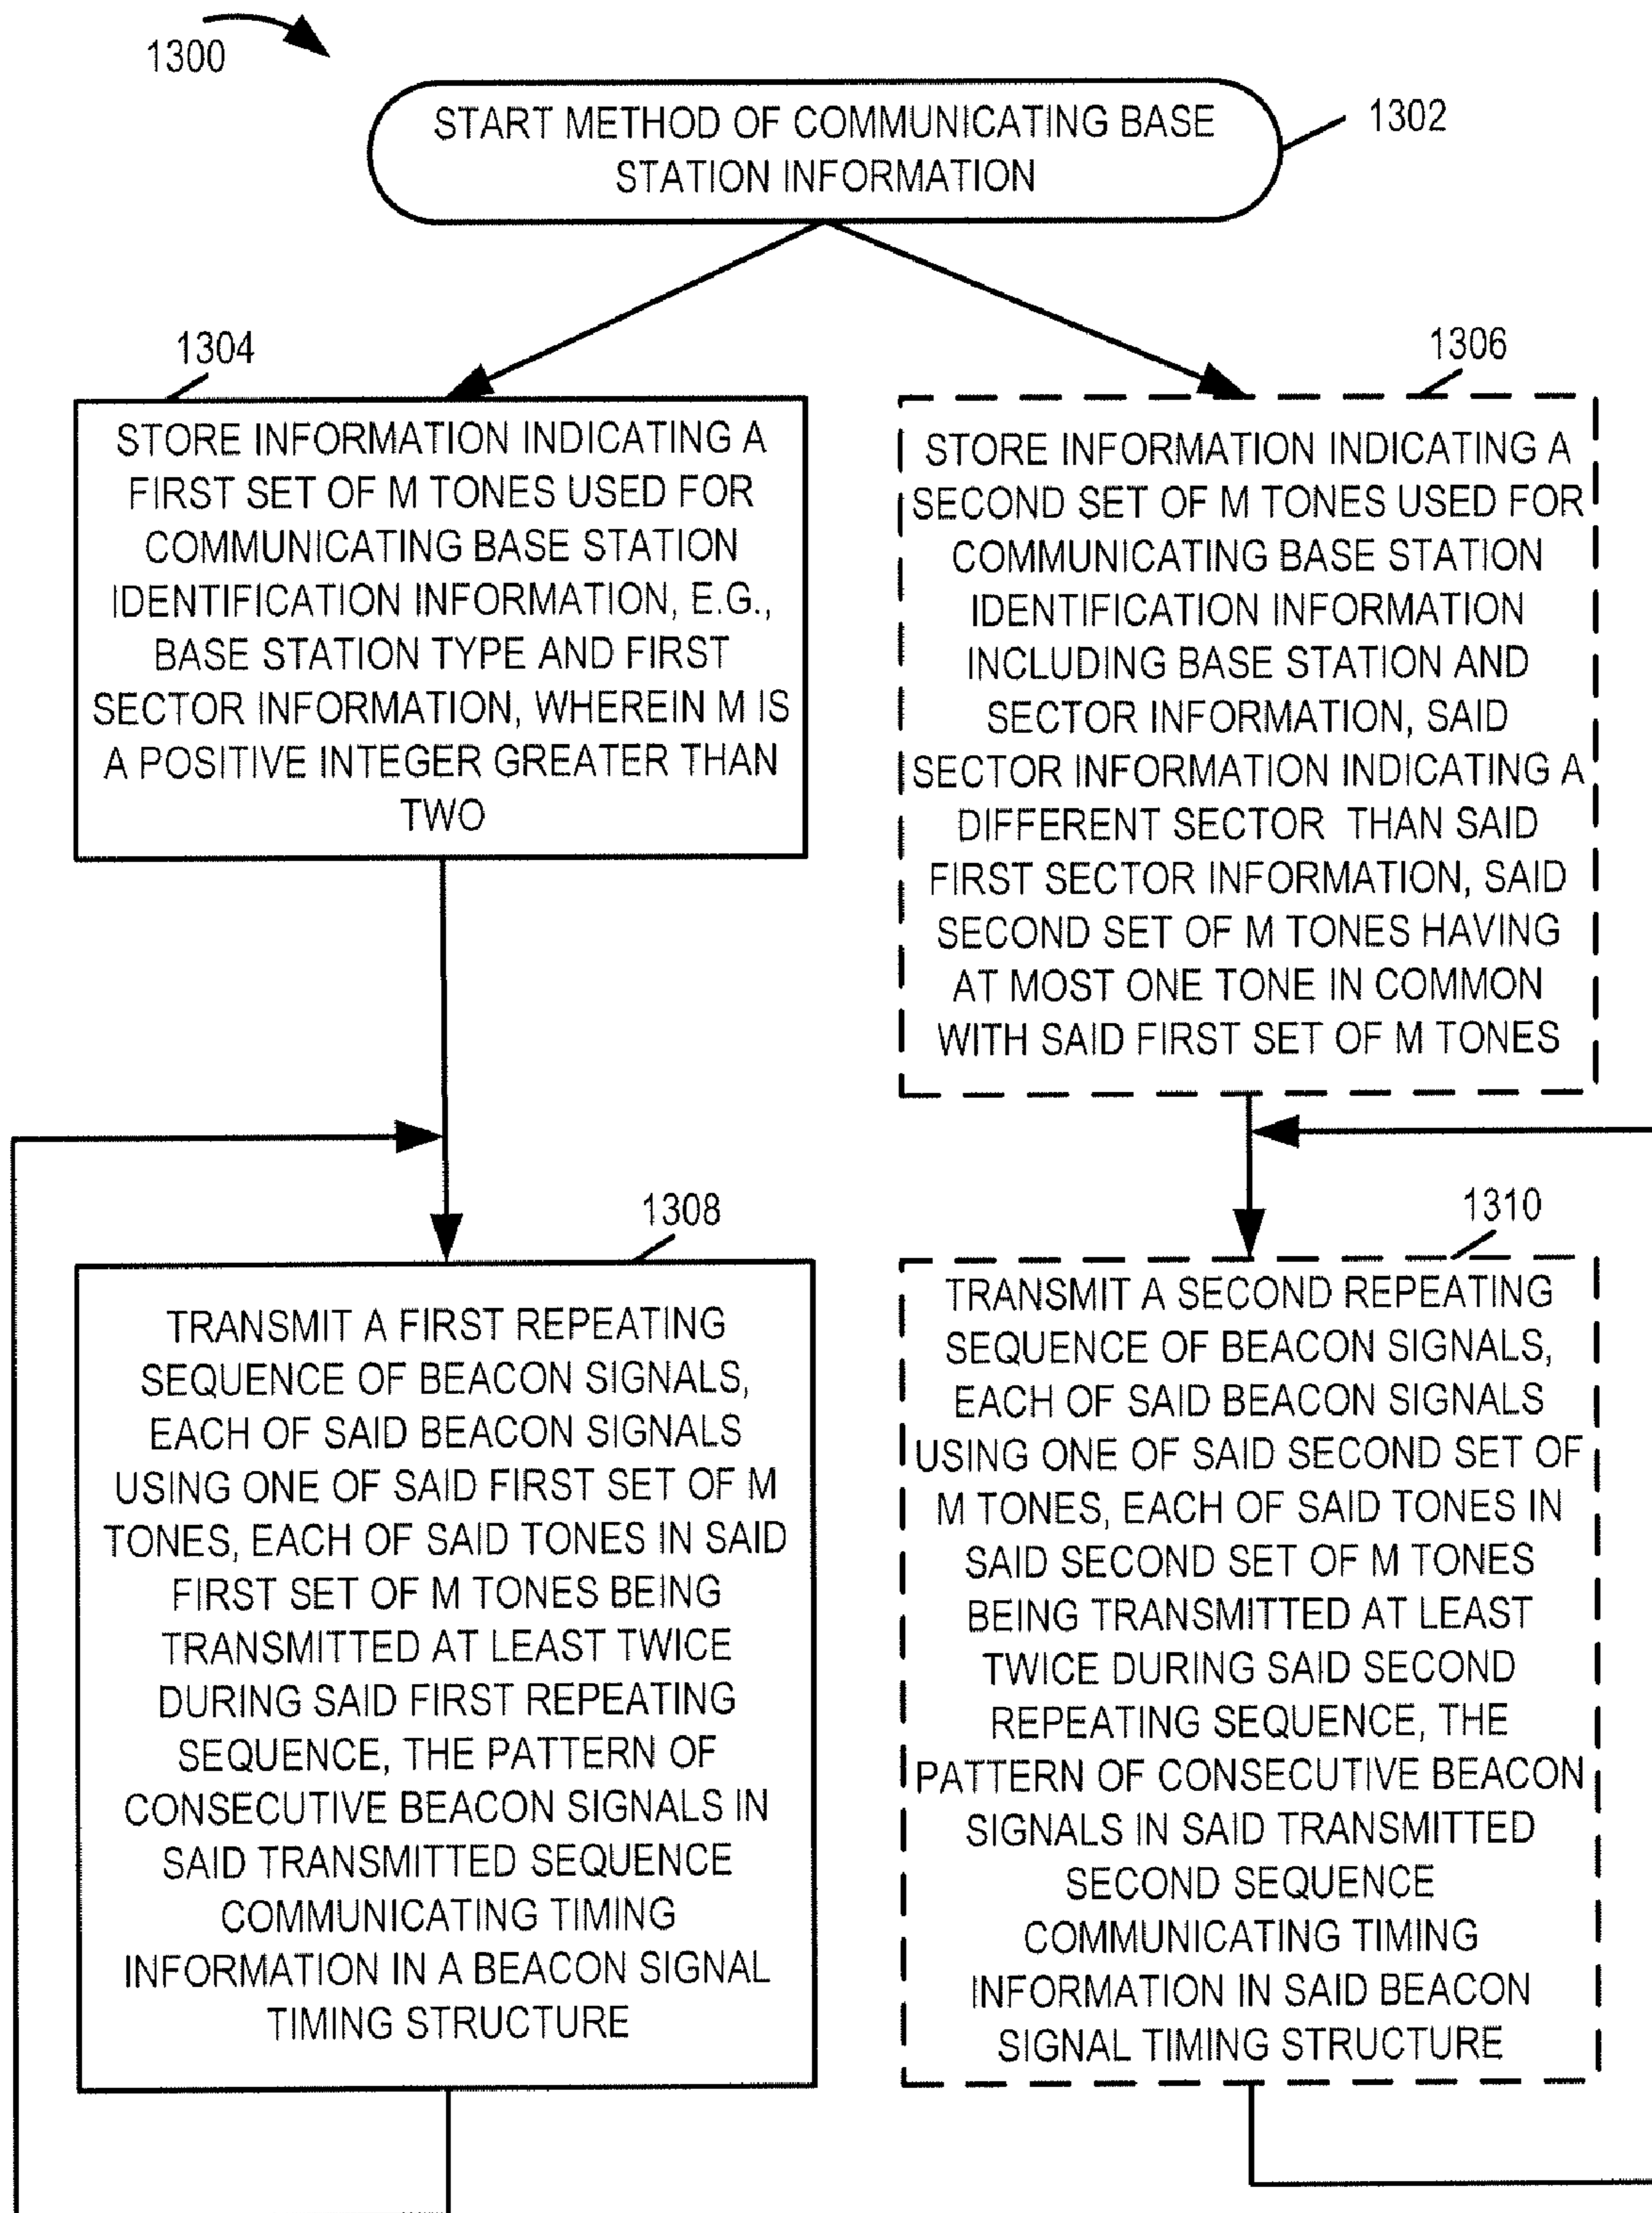 1300
START METHOD OF COMMUNICATING BASE
STATION INFORMATION
1302
1304
STORE INFORMATION INDICATING A
FIRST SET OF M TONES USED FOR
COMMUNICATING BASE STATION
IDENTIFICATION INFORMATION, E.G.,
BASE STATION TYPE AND FIRST
SECTOR INFORMATION, WHEREIN M IS
A POSITIVE INTEGER GREATER THAN
TWO
1306
STORE INFORMATION INDICATING A
SECOND SET OF M TONES USED FOR
COMMUNICATING BASE STATION
IDENTIFICATION INFORMATION
INCLUDING BASE STATION AND
SECTOR INFORMATION, SAID
SECTOR INFORMATION INDICATING A
DIFFERENT SECTOR THAN SAID
FIRST SECTOR INFORMATION, SAID
SECOND SET OF M TONES HAVING
AT MOST ONE TONE IN COMMON
WITH SAID FIRST SET OF M TONES
1308
TRANSMIT A FIRST REPEATING
SEQUENCE OF BEACON SIGNALS,
EACH OF SAID BEACON SIGNALS
USING ONE OF SAID FIRST SET OF M
TONES, EACH OF SAID TONES IN SAID
FIRST SET OF M TONES BEING
TRANSMITTED AT LEAST TWICE
DURING SAID FIRST REPEATING
SEQUENCE, THE PATTERN OF
CONSECUTIVE BEACON SIGNALS IN
SAID TRANSMITTED SEQUENCE
COMMUNICATING TIMING
INFORMATION IN A BEACON SIGNAL
TIMING STRUCTURE
1310
TRANSMIT A SECOND REPEATING
SEQUENCE OF BEACON SIGNALS,
EACH OF SAID BEACON SIGNALS
USING ONE OF SAID SECOND SET OF
M TONES, EACH OF SAID TONES IN
SAID SECOND SET OF M TONES
BEING TRANSMITTED AT LEAST
TWICE DURING SAID SECOND
REPEATING SEQUENCE, THE
PATTERN OF CONSECUTIVE BEACON
SIGNALS IN SAID TRANSMITTED
SECOND SEQUENCE
COMMUNICATING TIMING
INFORMATION IN SAID BEACON
SIGNAL TIMING STRUCTURE